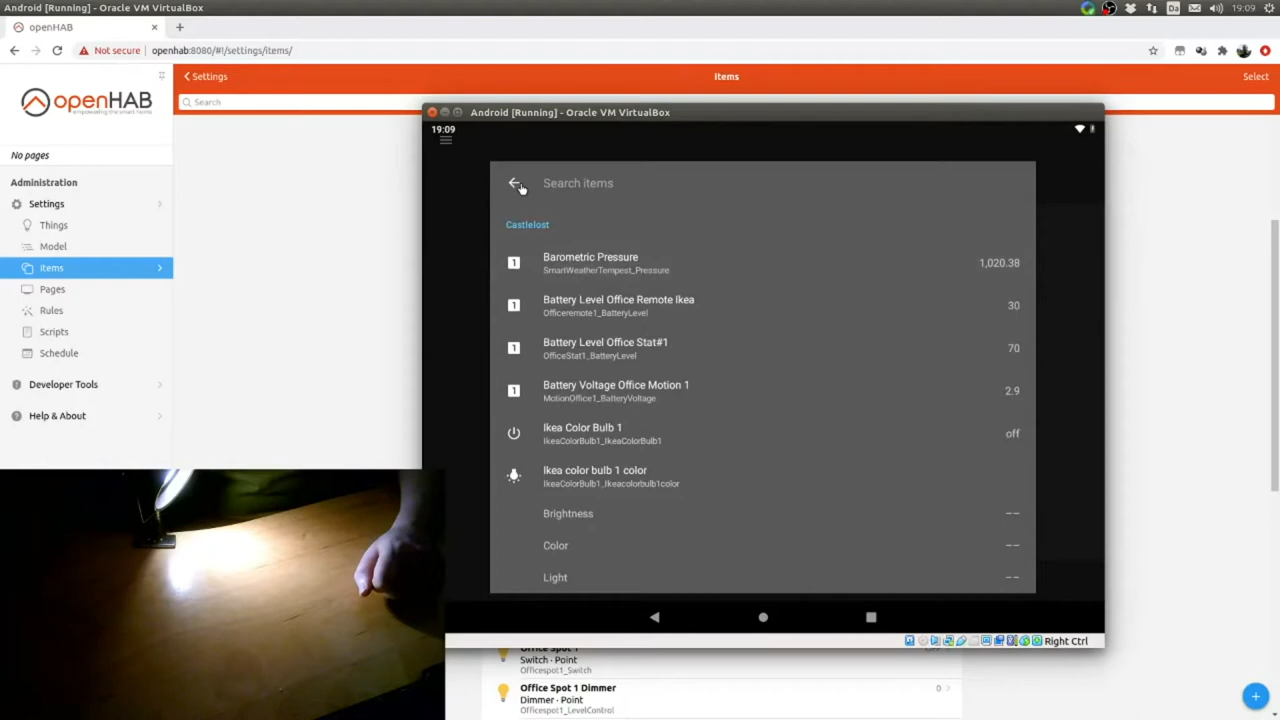 Android [Running] - Oracle VM VirtualBox
Da
19:09
openHAB
Not secure
openhab:8080/#!/settings/items/
openHAB
empowering the smart home
Settings
Items
Select
Search
No pages
Administration
Settings
Things
Model
Items
Pages
Rules
Scripts
Schedule
Developer Tools
Help & About
Android [Running] - Oracle VM VirtualBox
19:09
Search items
Castlelost
Barometric Pressure
SmartWeatherTempest_Pressure
1,020.38
Battery Level Office Remote Ikea
Officeremote1_BatteryLevel
30
Battery Level Office Stat#1
OfficeStat1_BatteryLevel
70
Battery Voltage Office Motion 1
MotionOffice1_BatteryVoltage
2.9
Ikea Color Bulb 1
IkeaColorBulb1_IkeaColorBulb1
off
Ikea color bulb 1 color
IkeaColorBulb1_Ikeacolorbulb1color
Brightness
--
Color
--
Light
--
Right Ctrl
Office Spot 1
Switch · Point
Officespot1_Switch
Office Spot 1 Dimmer
Dimmer · Point
Officespot1_LevelControl
0